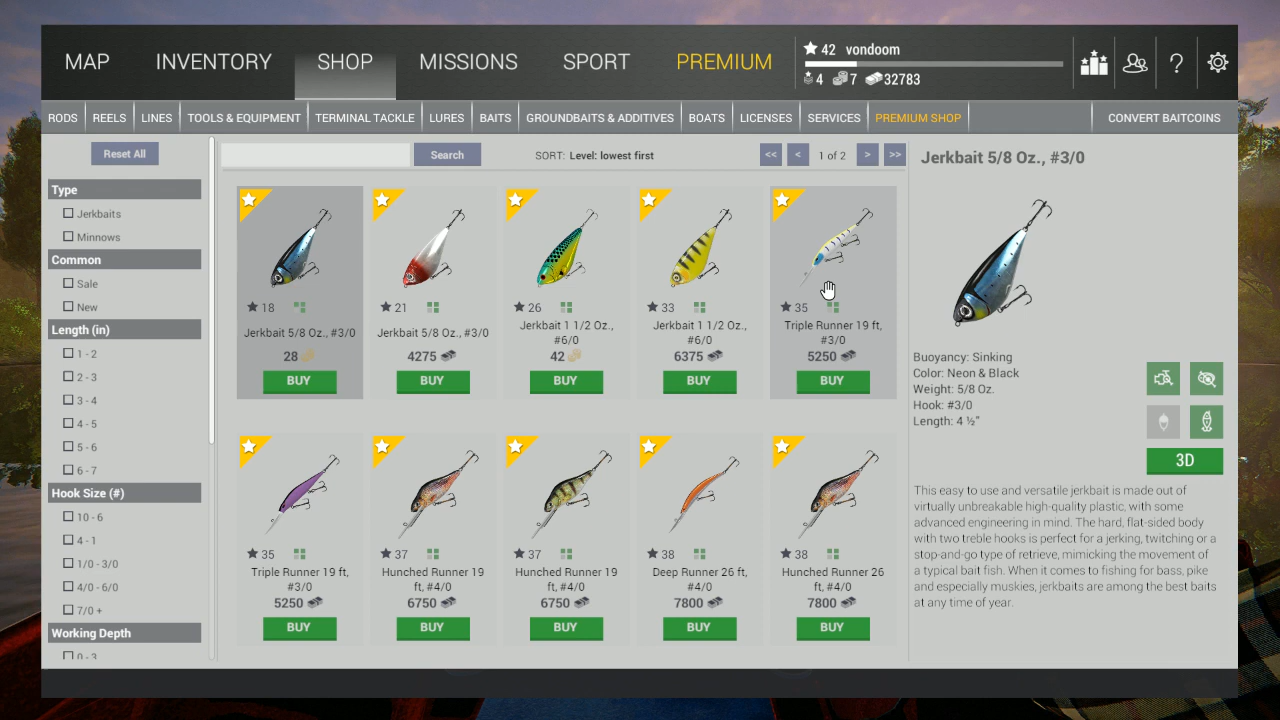 MAP INVENTORY SHOP MISSIONS SPORT PREMIUM
42 vondoom
4 7 32783
?
RODS REELS LINES TOOLS & EQUIPMENT TERMINAL TACKLE LURES BAITS GROUNDBAITS & ADDITIVES BOATS LICENSES SERVICES PREMIUM SHOP CONVERT BAITCOINS
Reset All
Type
Jerkbaits
Minnows
Common
Sale
New
Length (in)
1 - 2
2 - 3
3 - 4
4 - 5
5 - 6
6 - 7
Hook Size (#)
10 - 6
4 - 1
1/0 - 3/0
4/0 - 6/0
7/0 +
Working Depth
0 - 3
Search
SORT: Level: lowest first
<< < 1 of 2 > >>
18
Jerkbait 5/8 Oz., #3/0
28
BUY
21
Jerkbait 5/8 Oz., #3/0
4275
BUY
26
Jerkbait 1 1/2 Oz.,
#6/0
42
BUY
33
Jerkbait 1 1/2 Oz.,
#6/0
6375
BUY
35
Triple Runner 19 ft,
#3/0
5250
BUY
35
Triple Runner 19 ft,
#3/0
5250
BUY
37
Hunched Runner 19
ft, #4/0
6750
BUY
37
Hunched Runner 19
ft, #4/0
6750
BUY
38
Deep Runner 26 ft,
#4/0
7800
BUY
38
Hunched Runner 26
ft, #4/0
7800
BUY
Jerkbait 5/8 Oz., #3/0
Buoyancy: Sinking
Color: Neon & Black
Weight: 5/8 Oz.
Hook: #3/0
Length: 4 ½"
3D
This easy to use and versatile jerkbait is made out of
virtually unbreakable high-quality plastic, with some
advanced engineering in mind. The hard, flat-sided body
with two treble hooks is perfect for a jerking, twitching or a
stop-and-go type of retrieve, mimicking the movement of
a typical bait fish. When it comes to fishing for bass, pike
and especially muskies, jerkbaits are among the best baits
at any time of year.